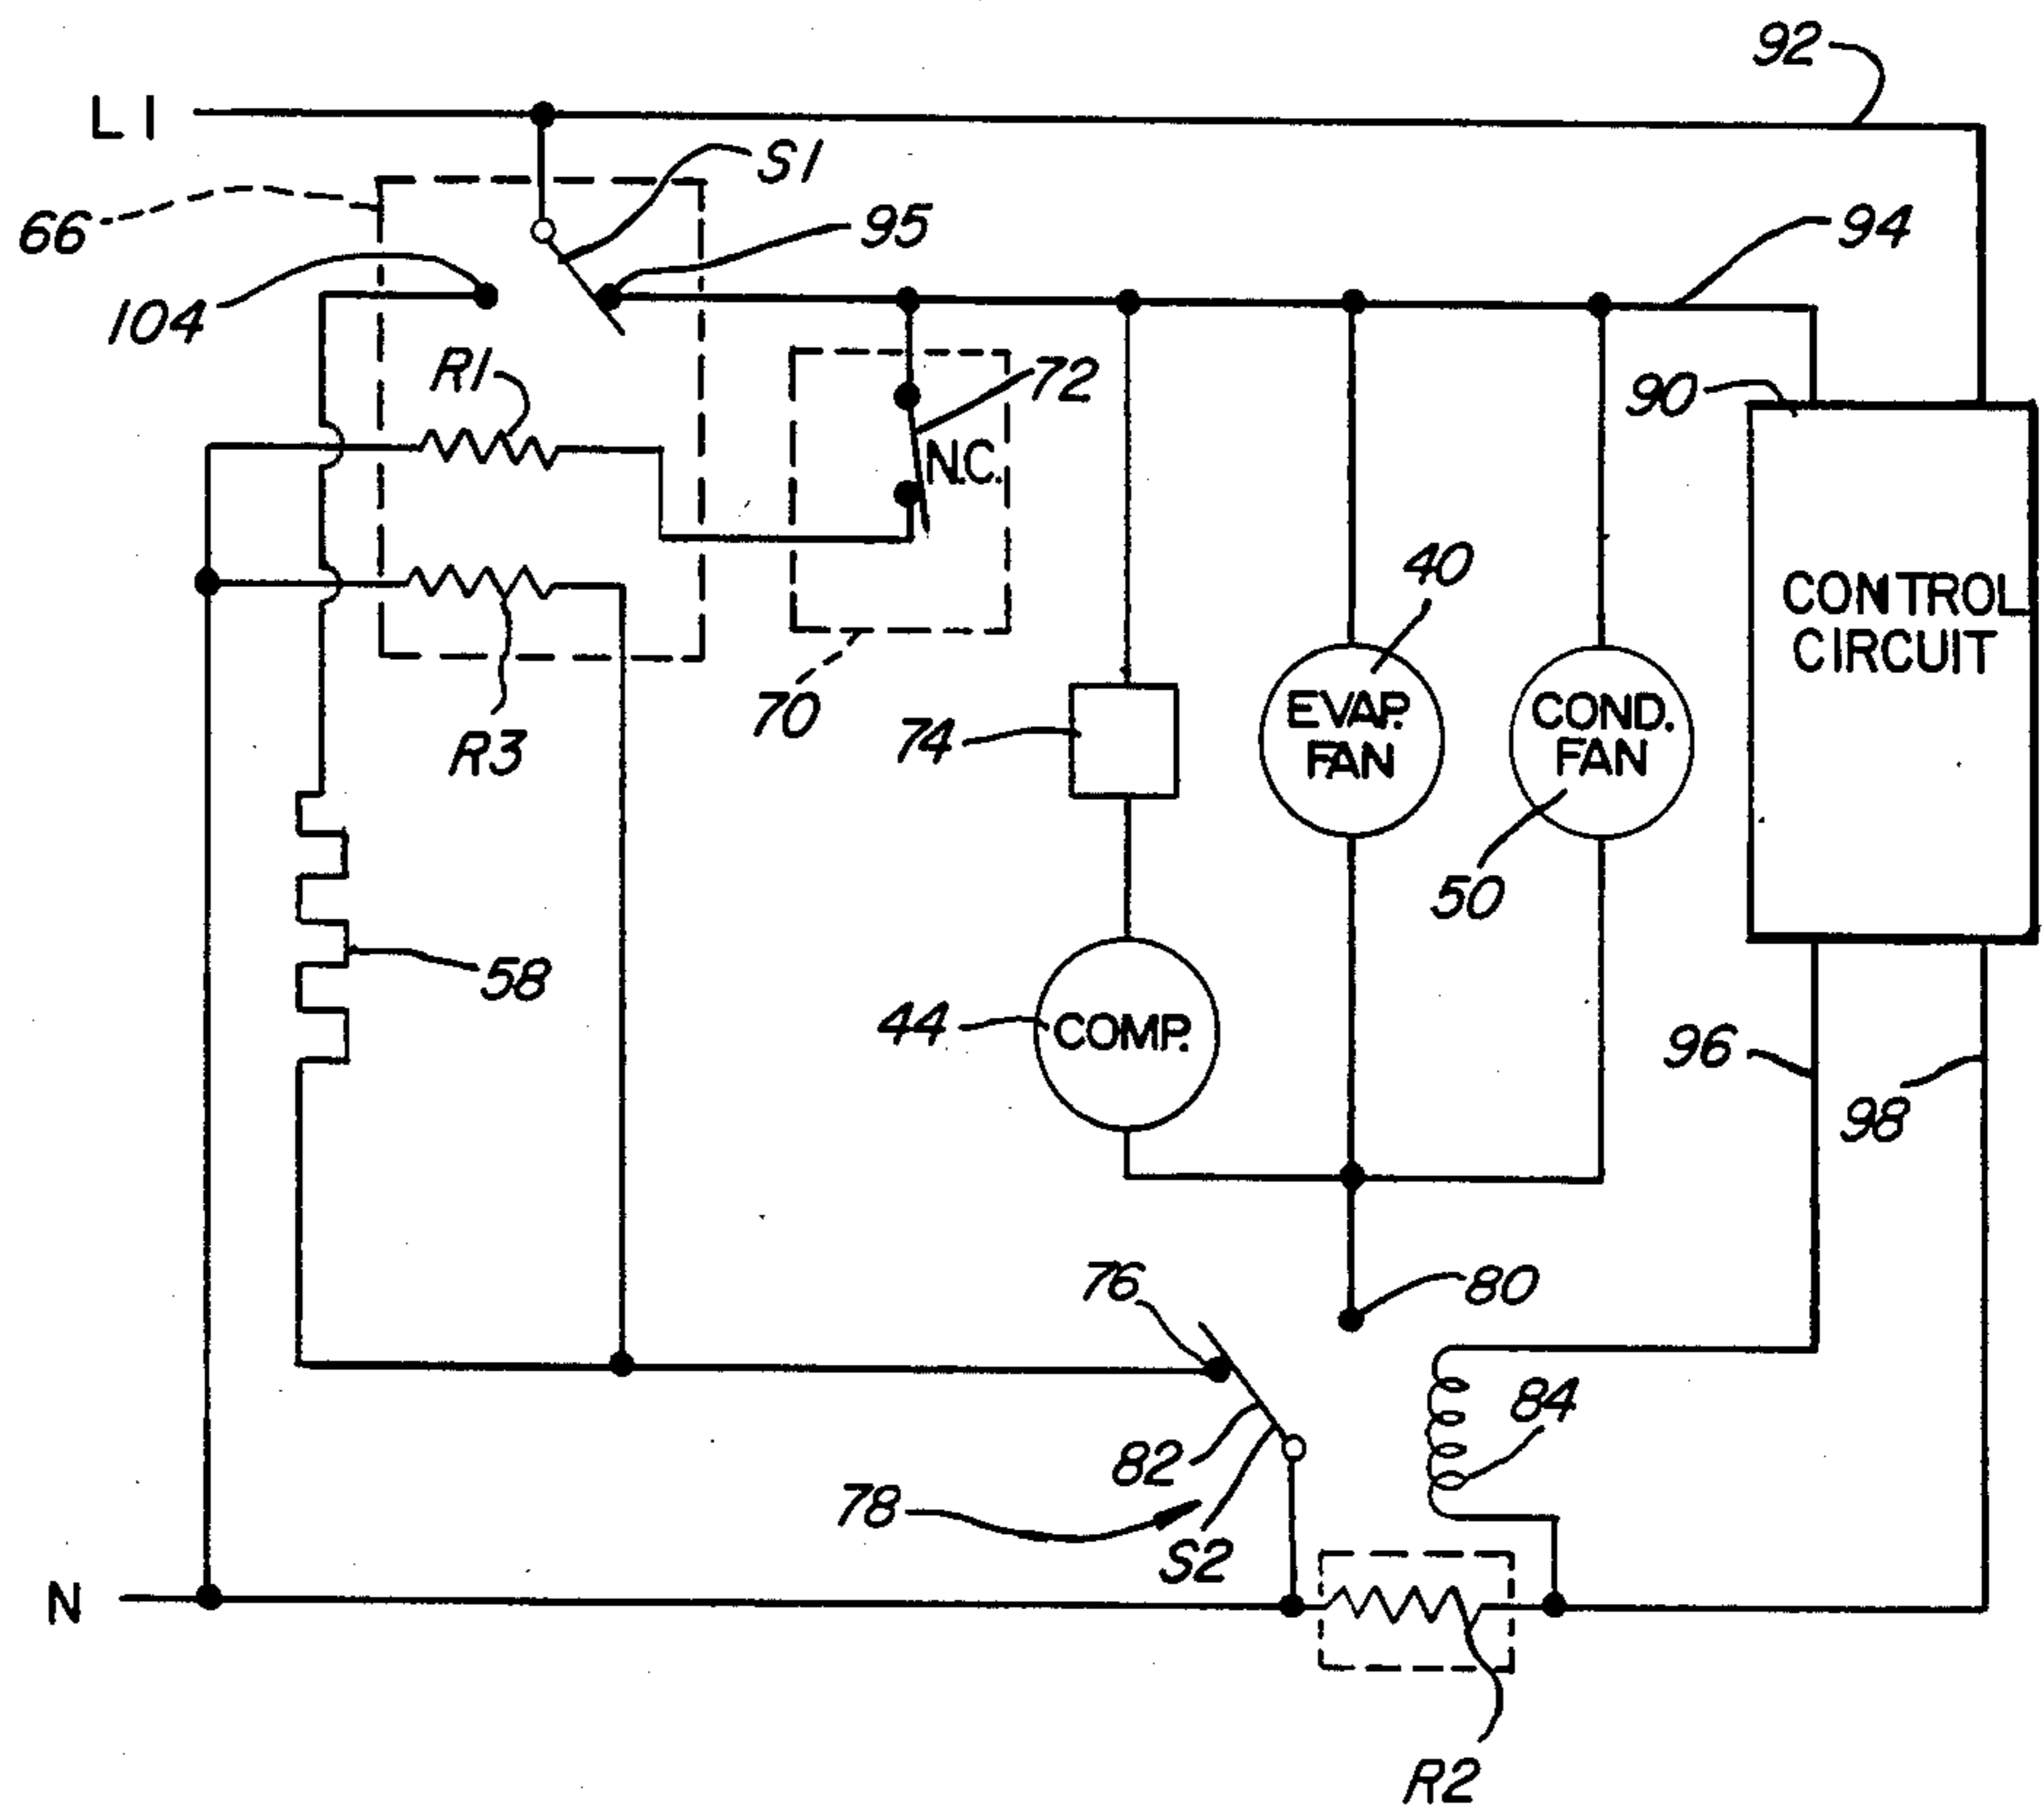 92
L1
S1
66
95
94
104
R1
72
90
N.C.
40
CONTROL
CIRCUIT
70
R3
74
EVAP.
FAN
COND.
FAN
50
58
44
COMP.
96
98
76
80
84
82
78
S2
N
R2